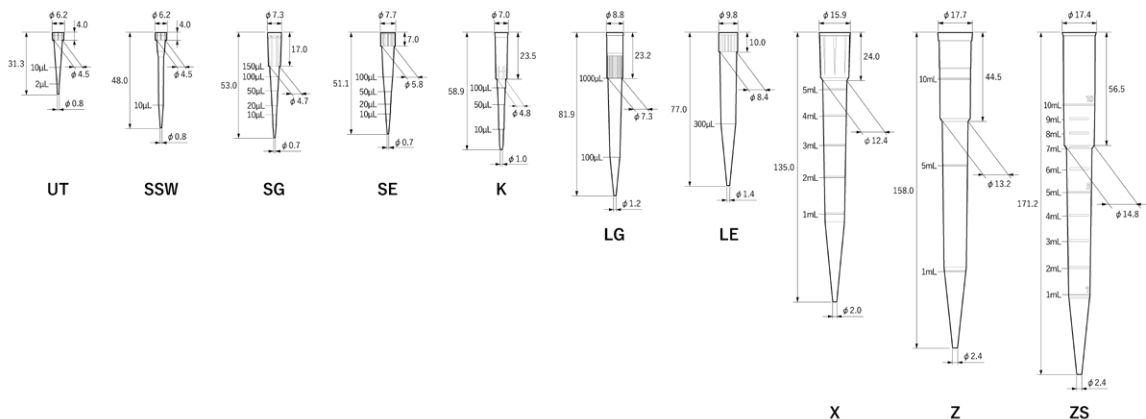 φ6.2
4.0
31.3
10μL
2μL
φ4.5
φ0.8
UT
φ6.2
4.0
48.0
10μL
φ4.5
φ0.8
SSW
φ7.3
17.0
53.0
150μL
100μL
50μL
20μL
10μL
φ4.7
φ0.7
SG
φ7.7
7.0
51.1
100μL
50μL
20μL
10μL
φ5.8
φ0.7
SE
φ7.0
23.5
58.9
100μL
50μL
10μL
φ4.8
φ1.0
K
φ8.8
23.2
81.9
1000μL
100μL
φ7.3
φ1.2
LG
φ9.8
10.0
77.0
300μL
φ8.4
φ1.4
LE
φ15.9
24.0
135.0
5mL
4mL
3mL
2mL
1mL
φ12.4
φ2.0
X
φ17.7
44.5
158.0
10mL
5mL
1mL
φ13.2
φ2.4
Z
φ17.4
56.5
171.2
10mL
9mL
8mL
7mL
6mL
5mL
4mL
3mL
2mL
1mL
φ14.8
φ2.4
ZS